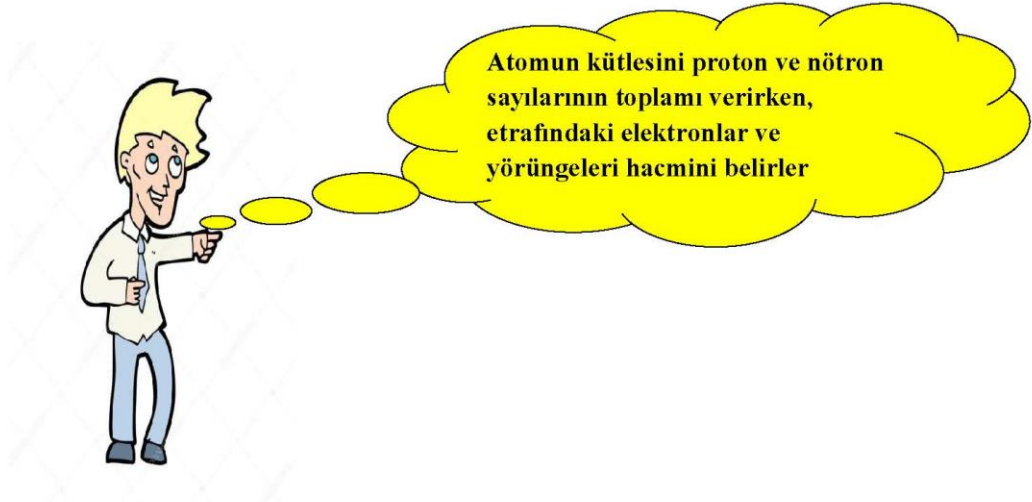 Atomun kütlesini proton ve nötron
sayılarının toplamı verirken,
etrafındaki elektronlar ve
yörüngeleri hacmini belirler